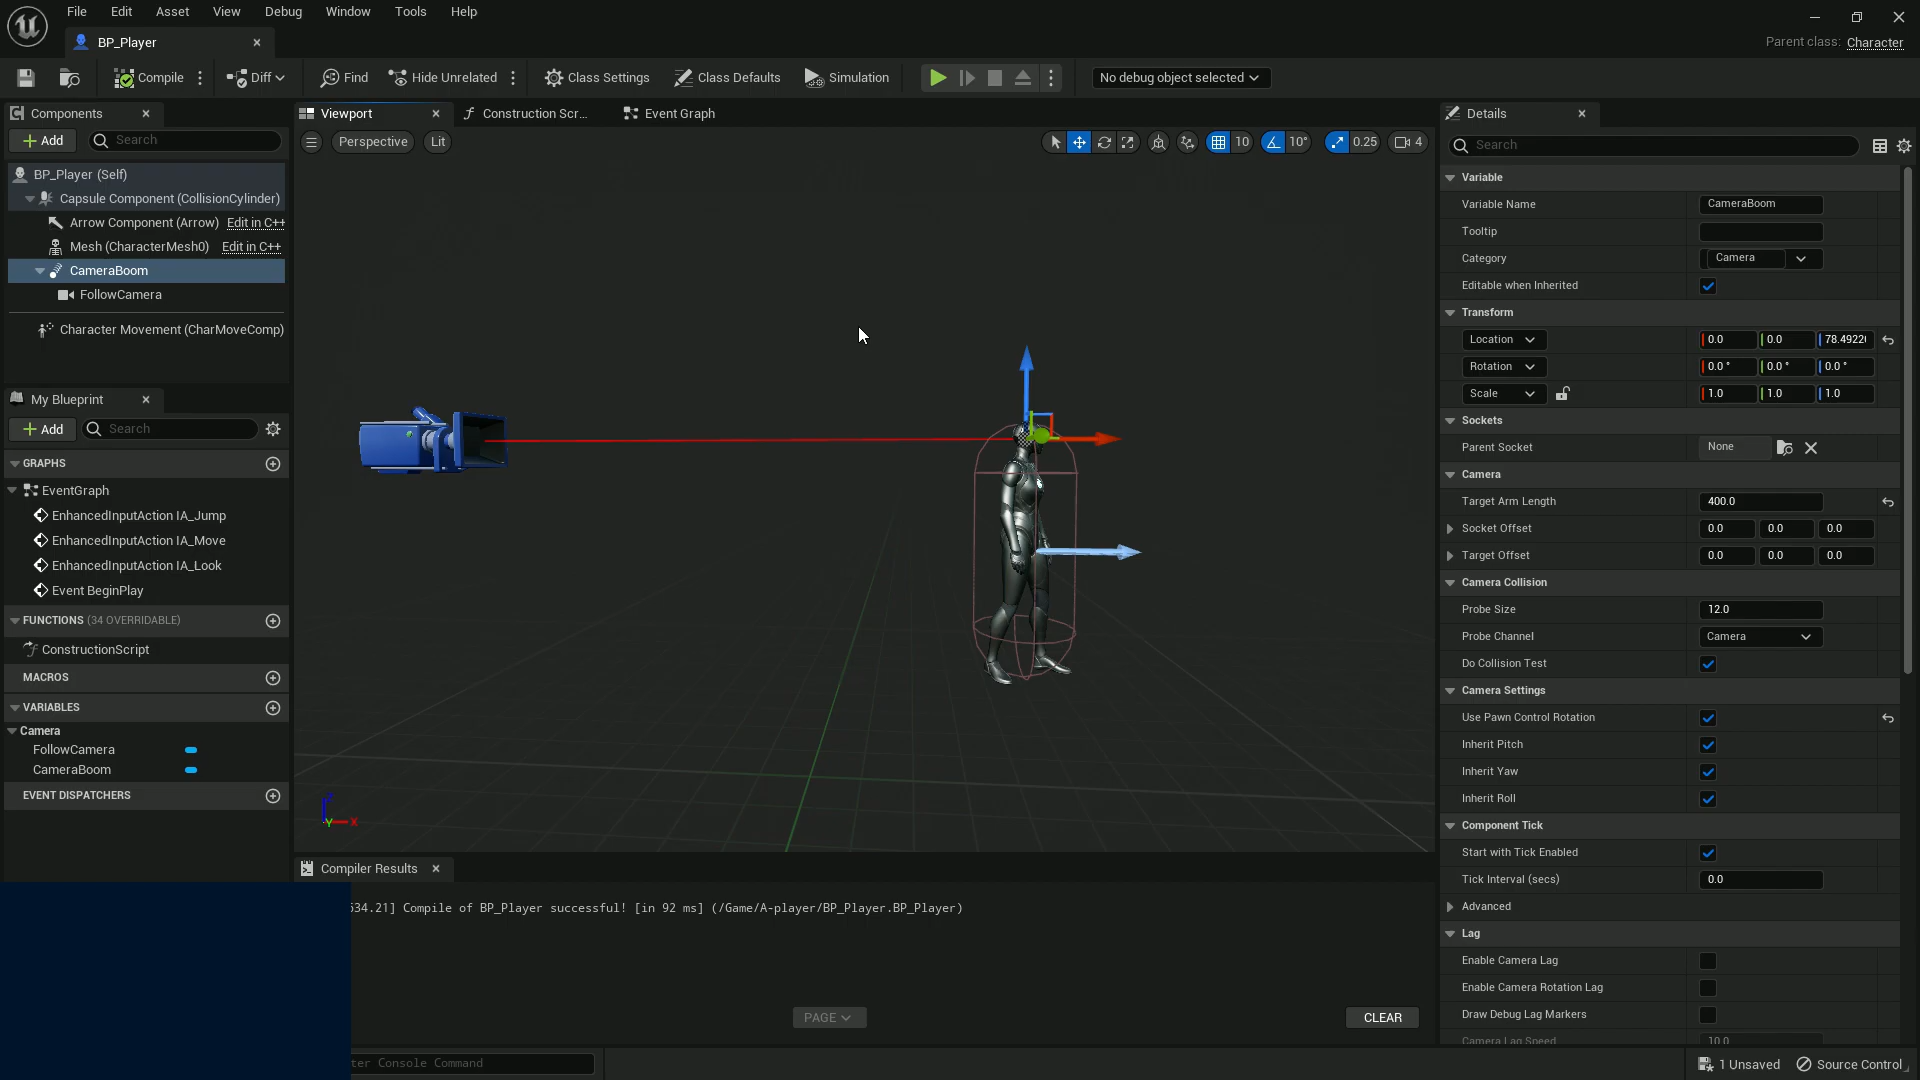 File Edit Asset View Debug Window Tools Help
BP_Player
Parent class: Character
Compile Diff Find Hide Unrelated Class Settings Class Defaults Simulation No debug object selected
Components
Add Search
BP_Player (Self)
Capsule Component (CollisionCylinder)
Arrow Component (Arrow) Edit in C++
Mesh (CharacterMesh0) Edit in C++
CameraBoom
FollowCamera
Character Movement (CharMoveComp)
My Blueprint
Add Search
GRAPHS
EventGraph
EnhancedInputAction IA_Jump
EnhancedInputAction IA_Move
EnhancedInputAction IA_Look
Event BeginPlay
FUNCTIONS (34 OVERRIDABLE)
ConstructionScript
MACROS
VARIABLES
Camera
FollowCamera
CameraBoom
EVENT DISPATCHERS
Viewport Construction Scr... Event Graph
Perspective Lit 10 10° 0.25 4
Z
Y X
Compiler Results
534.21] Compile of BP_Player successful! [in 92 ms] (/Game/A-player/BP_Player.BP_Player)
PAGE CLEAR
ter Console Command
Details
Search
Variable
Variable Name CameraBoom
Tooltip
Category Camera
Editable when Inherited
Transform
Location 0.0 0.0 78.4922
Rotation 0.0 ° 0.0 ° 0.0 °
Scale 1.0 1.0 1.0
Sockets
Parent Socket None
Camera
Target Arm Length 400.0
Socket Offset 0.0 0.0 0.0
Target Offset 0.0 0.0 0.0
Camera Collision
Probe Size 12.0
Probe Channel Camera
Do Collision Test
Camera Settings
Use Pawn Control Rotation
Inherit Pitch
Inherit Yaw
Inherit Roll
Component Tick
Start with Tick Enabled
Tick Interval (secs) 0.0
Advanced
Lag
Enable Camera Lag
Enable Camera Rotation Lag
Draw Debug Lag Markers
Camera Lag Speed 10.0
1 Unsaved Source Control